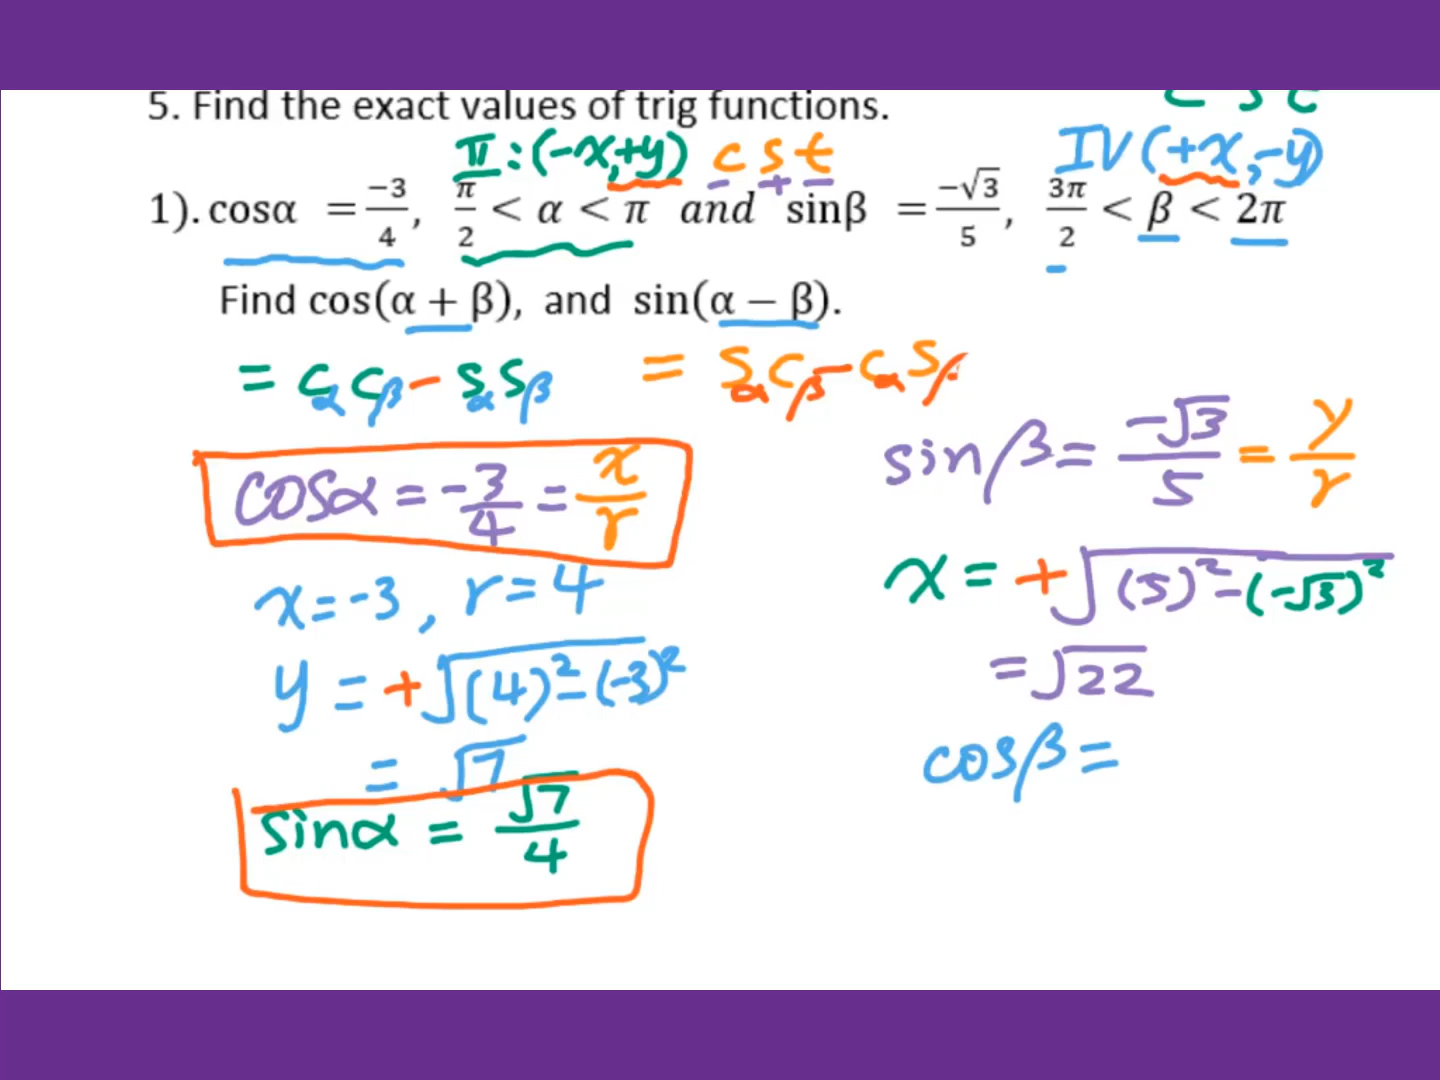 5. Find the exact values of trig functions.
c s t
II:(-x,+y) c s t
IV(+x,-y)
1). cosα = -3/4, π/2 < α < π and sinβ = -√3/5, 3π/2 < β < 2π
Find cos(α + β), and sin(α − β).
= cα cβ - sα sβ
= sα cβ - cα sβ
cosα = -3/4 = x/r
x = -3, r = 4
y = +√(4)² - (-3)²
= √7
sinα = √7/4
sinβ = -√3/5 = y/r
x = +√(5)² - (-√3)²
= √22
cosβ =